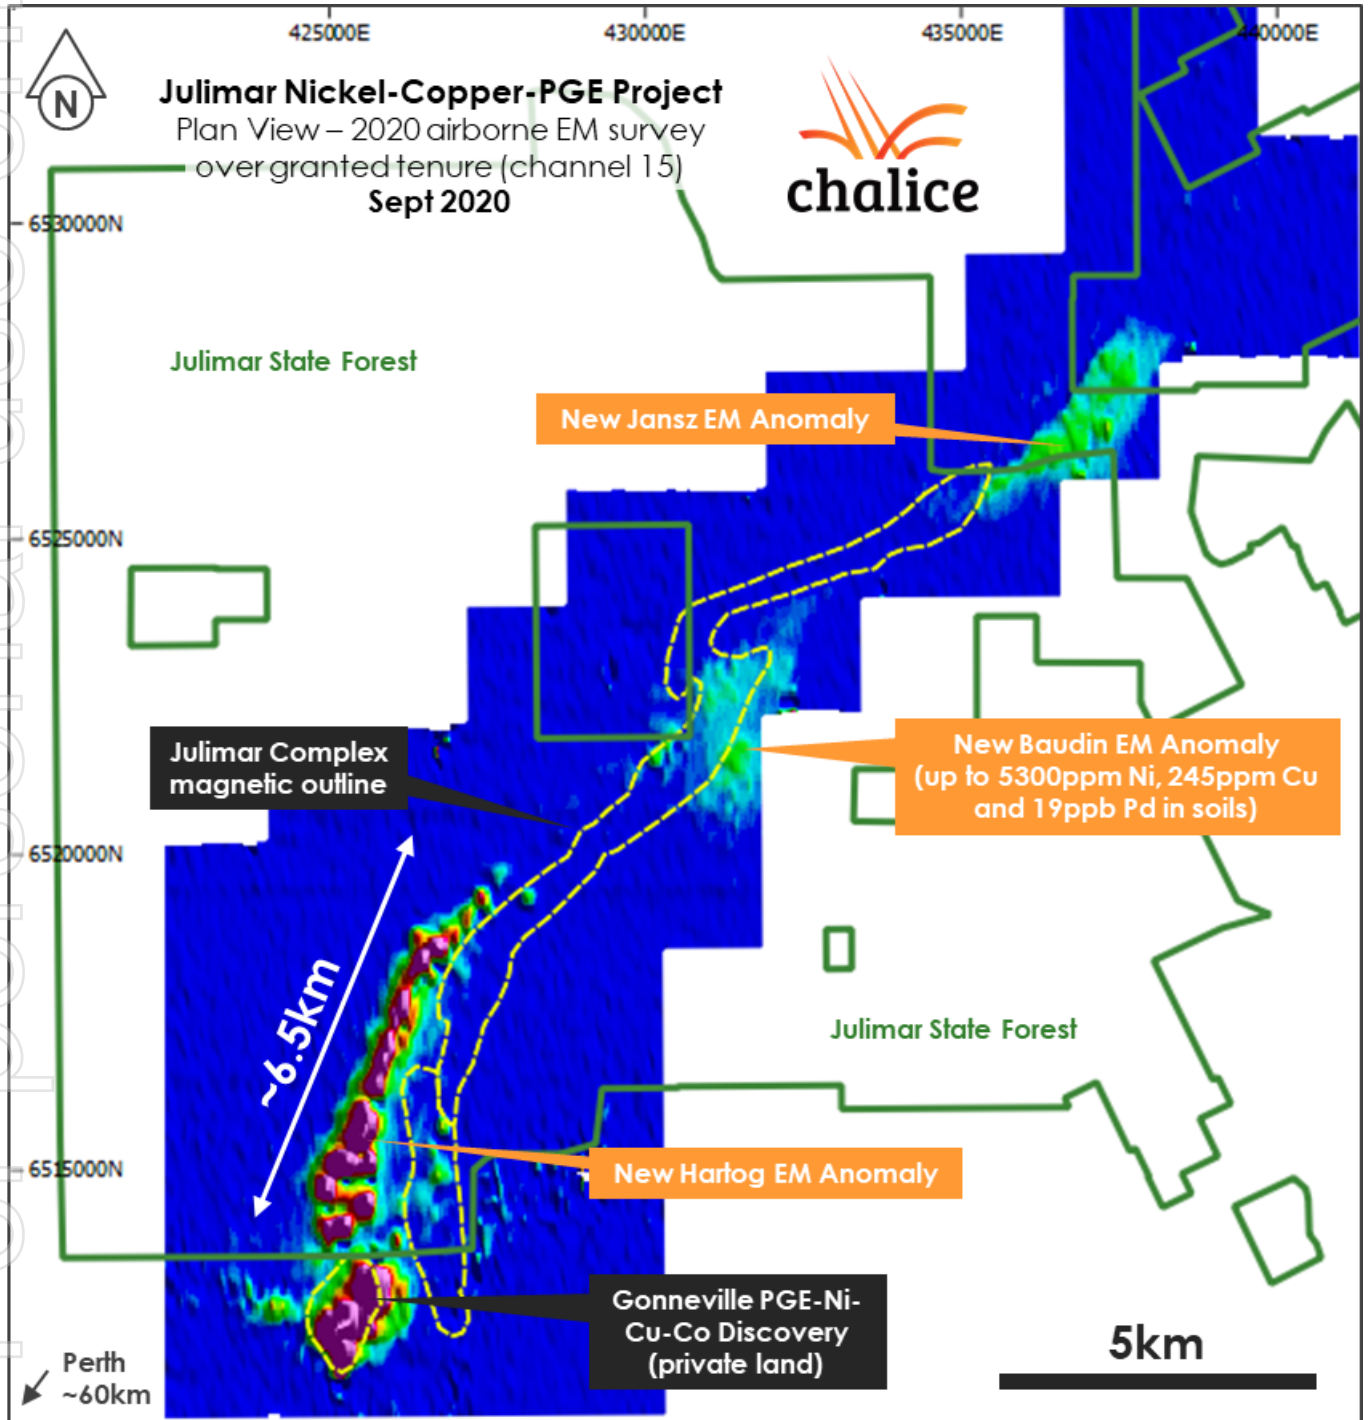 425000E
430000E
435000E
440000E
N
Julimar Nickel-Copper-PGE Project
Plan View – 2020 airborne EM survey
over granted tenure (channel 15)
Sept 2020
chalice
6530000N
Julimar State Forest
New Jansz EM Anomaly
6525000N
Julimar Complex
magnetic outline
New Baudin EM Anomaly
(up to 5300ppm Ni, 245ppm Cu
and 19ppb Pd in soils)
6520000N
~6.5km
Julimar State Forest
6515000N
New Hartog EM Anomaly
Gonneville PGE-Ni-
Cu-Co Discovery
(private land)
5km
Perth
~60km